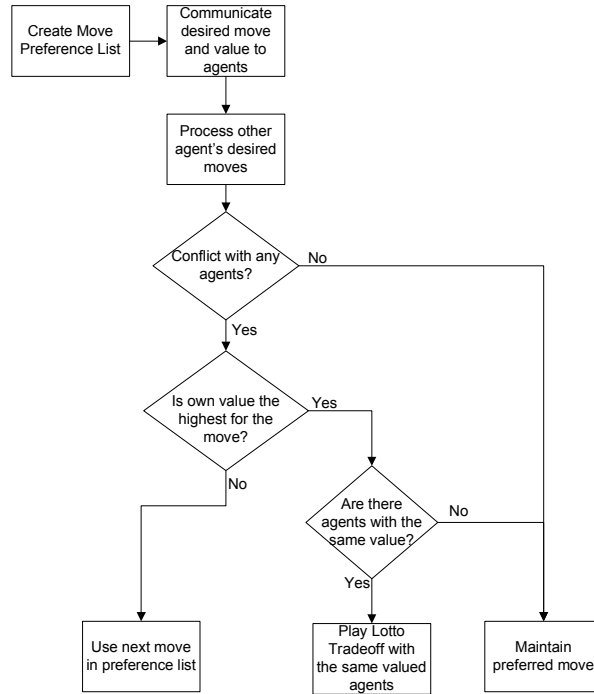 Create Move
Preference List
Communicate
desired move
and value to
agents
Process other
agent's desired
moves
Conflict with any
agents?
No
Yes
Is own value the
highest for the
move?
Yes
No
Are there
agents with the
same value?
No
Yes
Use next move
in preference list
Play Lotto
Tradeoff with
the same valued
agents
Maintain
preferred move